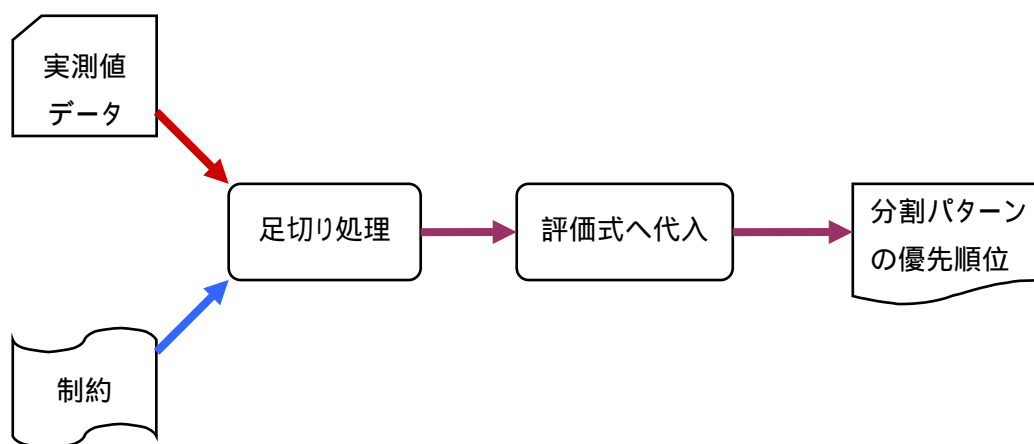 実測値
データ
足切り処理
評価式へ代入
分割パターン
の優先順位
制約